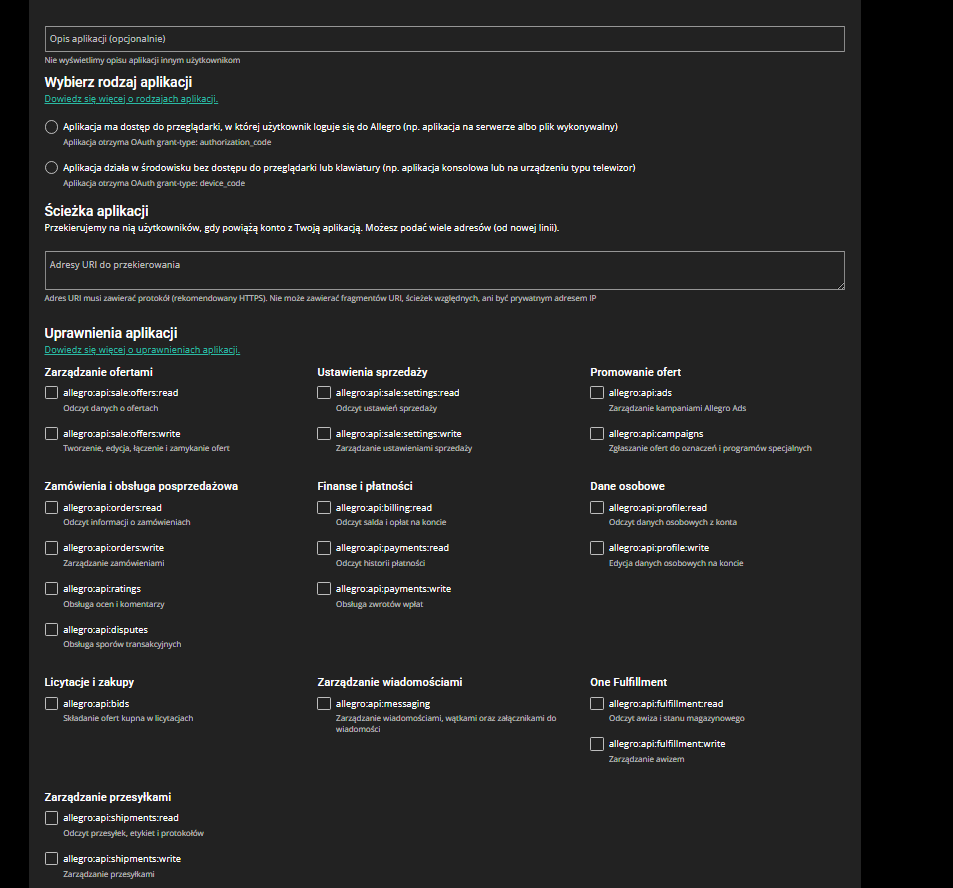 Opis aplikacji (opcjonalnie)
Nie wyświetlimy opisu aplikacji innym użytkownikom
Wybierz rodzaj aplikacji
Dowiedz się więcej o rodzajach aplikacji.
Aplikacja ma dostęp do przeglądarki, w której użytkownik loguje się do Allegro (np. aplikacja na serwerze albo plik wykonywalny)
Aplikacja otrzyma OAuth grant-type: authorization_code
Aplikacja działa w środowisku bez dostępu do przeglądarki lub klawiatury (np. aplikacja konsolowa lub na urządzeniu typu telewizor)
Aplikacja otrzyma OAuth grant-type: device_code
Ścieżka aplikacji
Przekierujemy na nią użytkowników, gdy powiążą konto z Twoją aplikacją. Możesz podać wiele adresów (od nowej linii).
Adresy URI do przekierowania
Adres URI musi zawierać protokół (rekomendowany HTTPS). Nie może zawierać fragmentów URI, ścieżek względnych, ani być prywatnym adresem IP
Uprawnienia aplikacji
Dowiedz się więcej o uprawnieniach aplikacji.
Zarządzanie ofertami
allegro:api:sale:offers:read
Odczyt danych o ofertach
allegro:api:sale:offers:write
Tworzenie, edycja, łączenie i zamykanie ofert
Ustawienia sprzedaży
allegro:api:sale:settings:read
Odczyt ustawień sprzedaży
allegro:api:sale:settings:write
Zarządzanie ustawieniami sprzedaży
Promowanie ofert
allegro:api:ads
Zarządzanie kampaniami Allegro Ads
allegro:api:campaigns
Zgłaszanie ofert do oznaczeń i programów specjalnych
Zamówienia i obsługa posprzedażowa
allegro:api:orders:read
Odczyt informacji o zamówieniach
allegro:api:orders:write
Zarządzanie zamówieniami
allegro:api:ratings
Obsługa ocen i komentarzy
allegro:api:disputes
Obsługa sporów transakcyjnych
Finanse i płatności
allegro:api:billing:read
Odczyt salda i opłat na koncie
allegro:api:payments:read
Odczyt historii płatności
allegro:api:payments:write
Obsługa zwrotów wpłat
Dane osobowe
allegro:api:profile:read
Odczyt danych osobowych z konta
allegro:api:profile:write
Edycja danych osobowych na koncie
Licytacje i zakupy
allegro:api:bids
Składanie ofert kupna w licytacjach
Zarządzanie wiadomościami
allegro:api:messaging
Zarządzanie wiadomościami, wątkami oraz załącznikami do
wiadomości
One Fulfillment
allegro:api:fulfillment:read
Odczyt awiza i stanu magazynowego
allegro:api:fulfillment:write
Zarządzanie awizem
Zarządzanie przesyłkami
allegro:api:shipments:read
Odczyt przesyłek, etykiet i protokołów
allegro:api:shipments:write
Zarządzanie przesyłkami